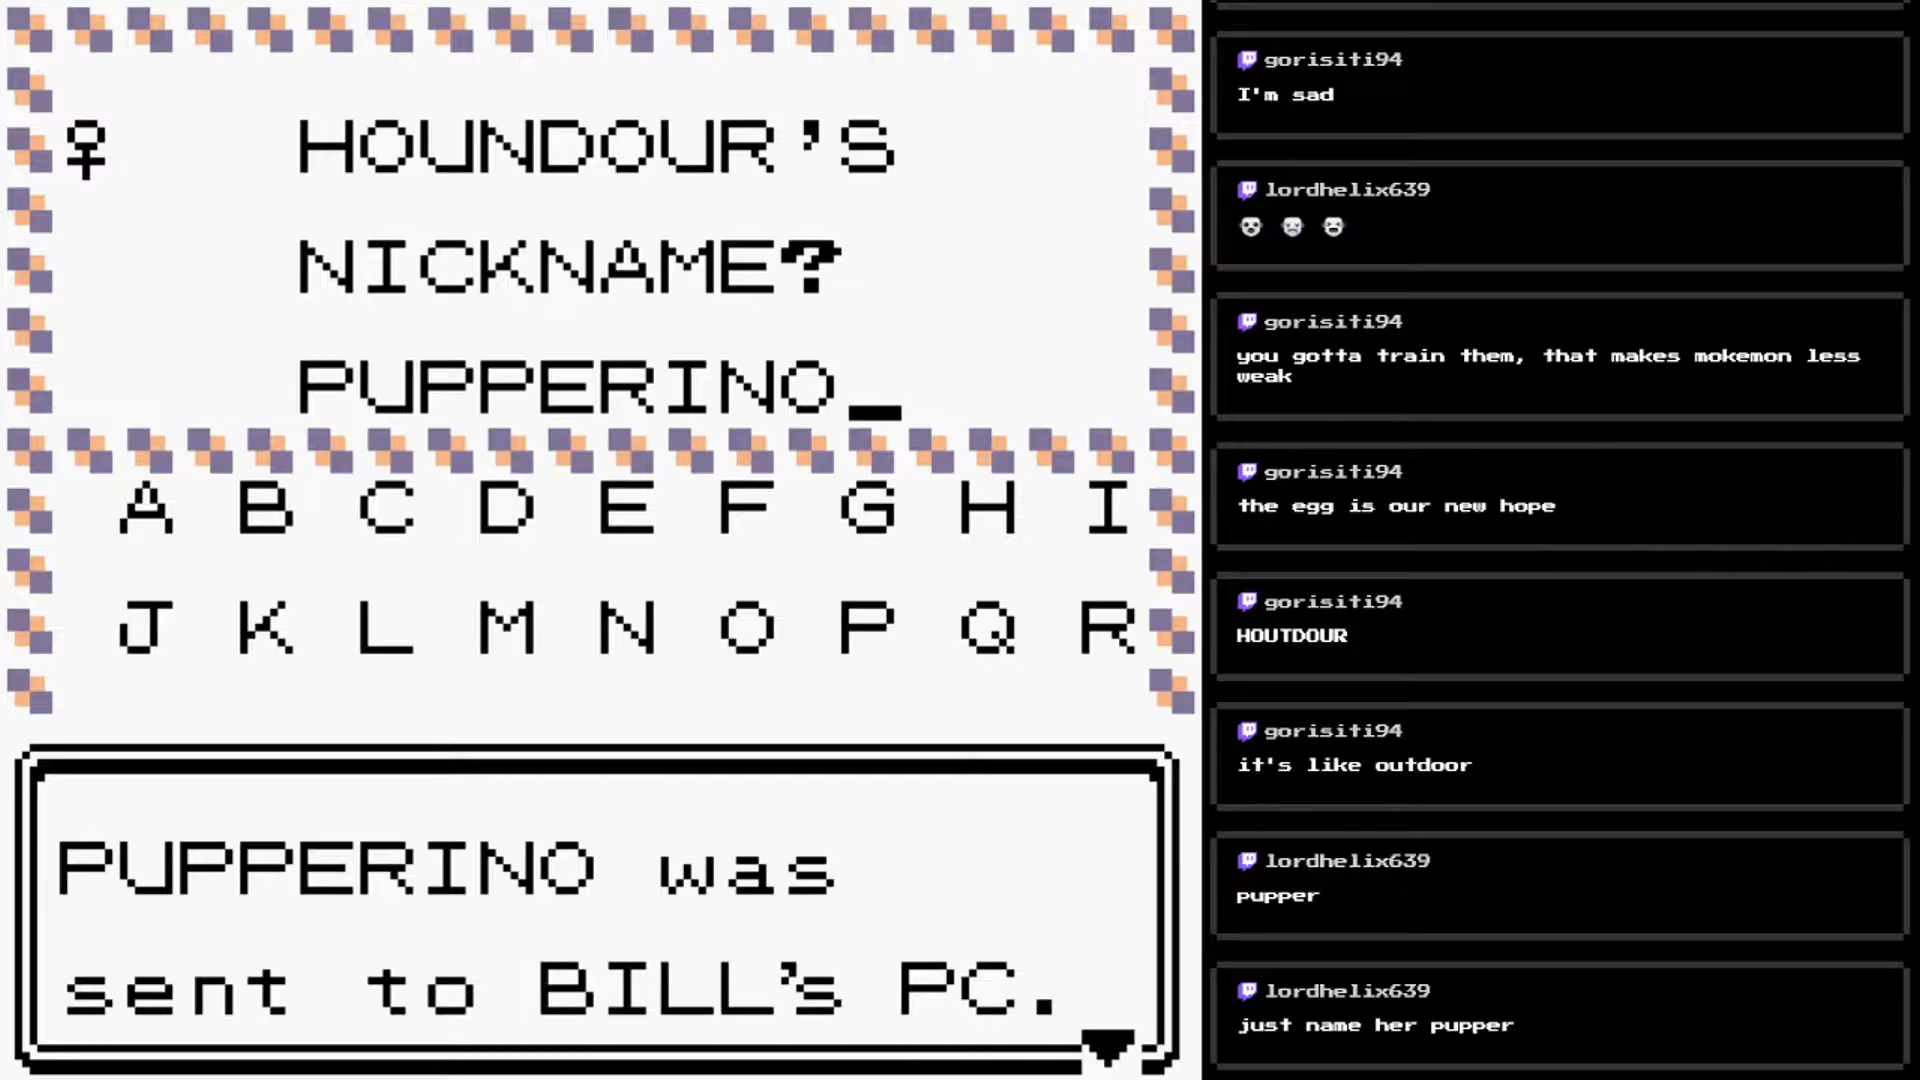 ♀ HOUNDOUR'S
NICKNAME?
PUPPERINO_
A B C D E F G H I
J K L M N O P Q R
PUPPERINO was
sent to BILL's PC.
gorisiti94
I'm sad
lordhelix639
gorisiti94
you gotta train them, that makes mokemon less
weak
gorisiti94
the egg is our new hope
gorisiti94
HOUTDOUR
gorisiti94
it's like outdoor
lordhelix639
pupper
lordhelix639
just name her pupper